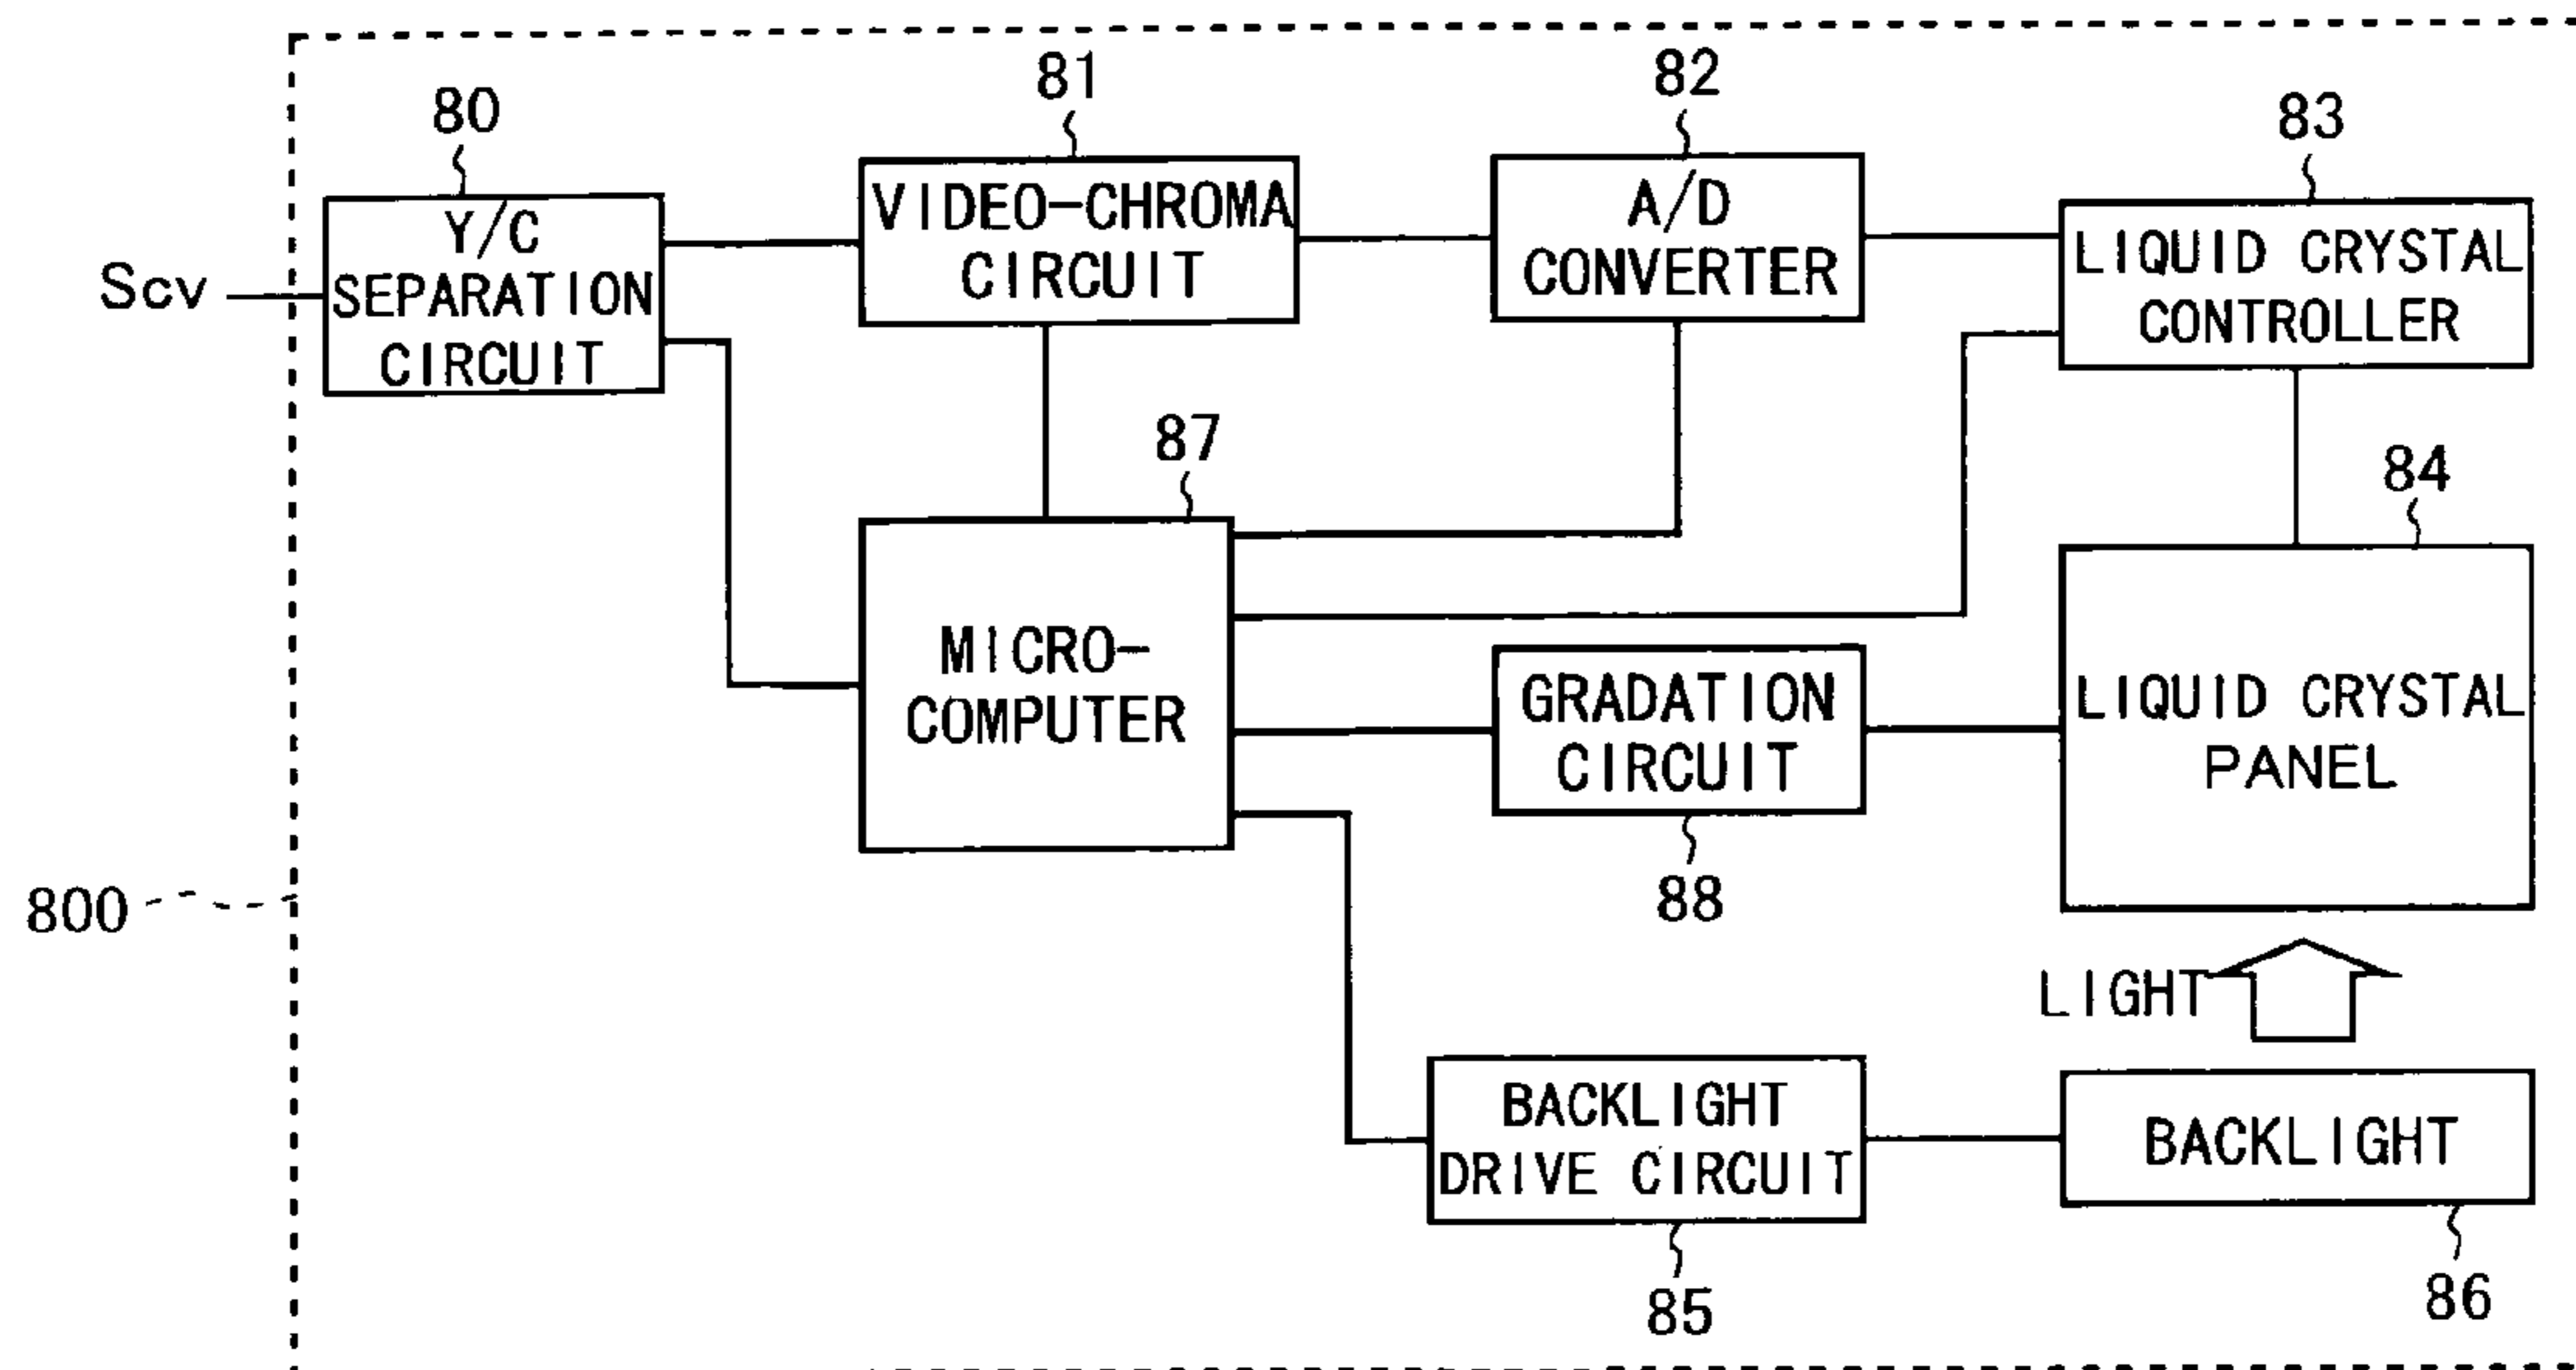 80
Y/C
SEPARATION
CIRCUIT
Scv
81
VIDEO-CHROMA
CIRCUIT
82
A/D
CONVERTER
83
LIQUID CRYSTAL
CONTROLLER
87
MICRO-
COMPUTER
84
LIQUID CRYSTAL
PANEL
GRADATION
CIRCUIT
88
800
LIGHT
BACKLIGHT
DRIVE CIRCUIT
85
BACKLIGHT
86